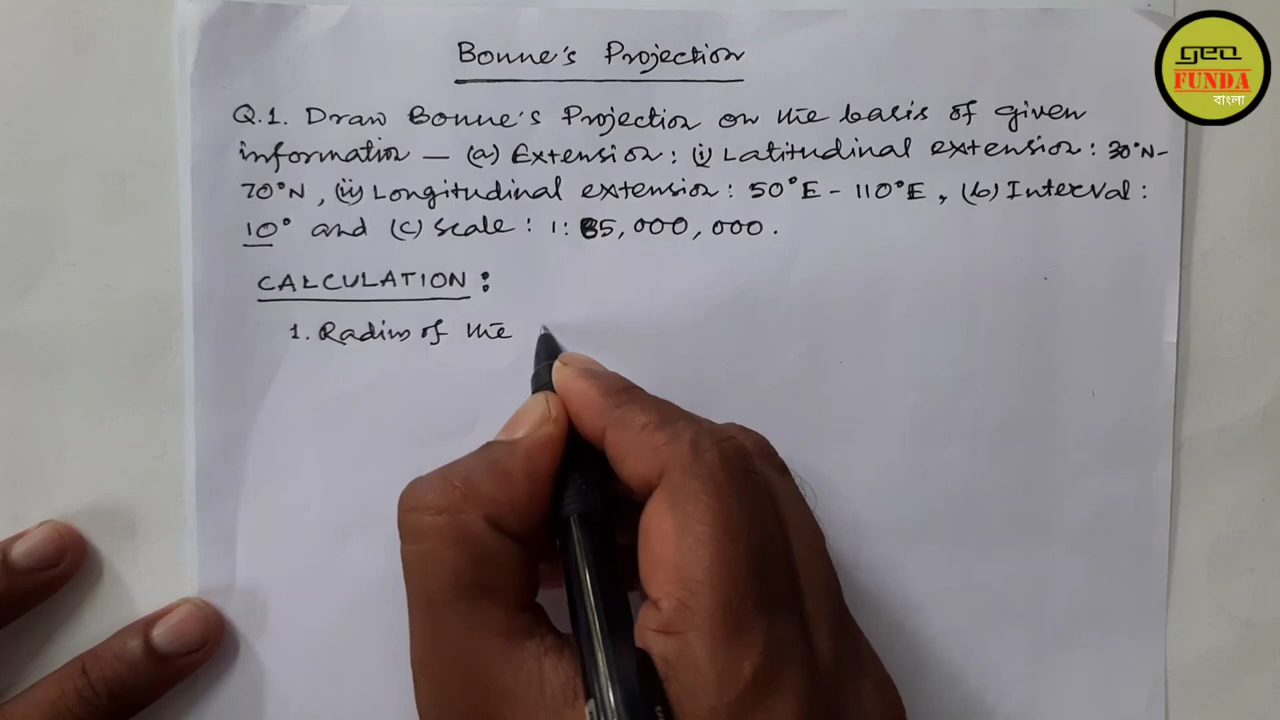 Bonne's Projection
geo
FUNDA
বাংলা
Q.1. Draw Bonne's Projection on the basis of given
information — (a) Extension: (i) Latitudinal extension: 30°N-
70°N, (ii) Longitudinal extension: 50°E - 110°E, (b) Interval:
10° and (c) Scale: 1: 85,000,000.
CALCULATION:
1. Radius of the